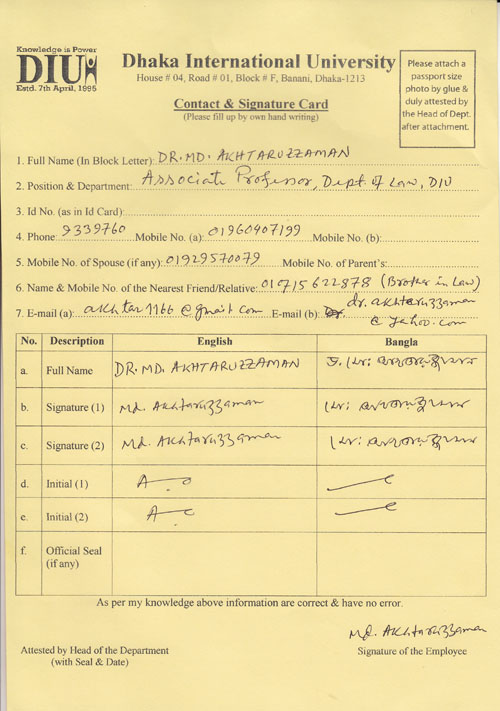 Knowledge is Power
DIU
Estd. 7th April, 1995
Dhaka International University
House # 04, Road # 01, Block # F, Banani, Dhaka-1213
Contact & Signature Card
(Please fill up by own hand writing)
Please attach a
passport size
photo by glue &
duly attested by
the Head of Dept.
after attachment.
1. Full Name (In Block Letter): DR. MD. AKHTARUZZAMAN
2. Position & Department: Associate Professor, Dept. of Law, DIU
3. Id No. (as in Id Card):
4. Phone 9339760 Mobile No. (a): 01960907199 Mobile No. (b):
5. Mobile No. of Spouse (if any): 01929570079 Mobile No. of Parent's:
6. Name & Mobile No. of the Nearest Friend/Relative: 01715622878 (Brother in Law)
7. E-mail (a): akhter1166@gmail.com E-mail (b) dr.akhtaruzzaman
@yahoo.com
No. Description English Bangla
a. Full Name DR. MD. AKHTARUZZAMAN ড. মো: আখতারুজ্জামান
b. Signature (1) Md. Akhtaruzzaman মো: আখতারুজ্জামান
c. Signature (2) Md. Akhtaruzzaman মো: আখতারুজ্জামান
d. Initial (1)
e. Initial (2)
f. Official Seal
(if any)
As per my knowledge above information are correct & have no error.
Md. Akhtaruzzaman
Attested by Head of the Department Signature of the Employee
(with Seal & Date)